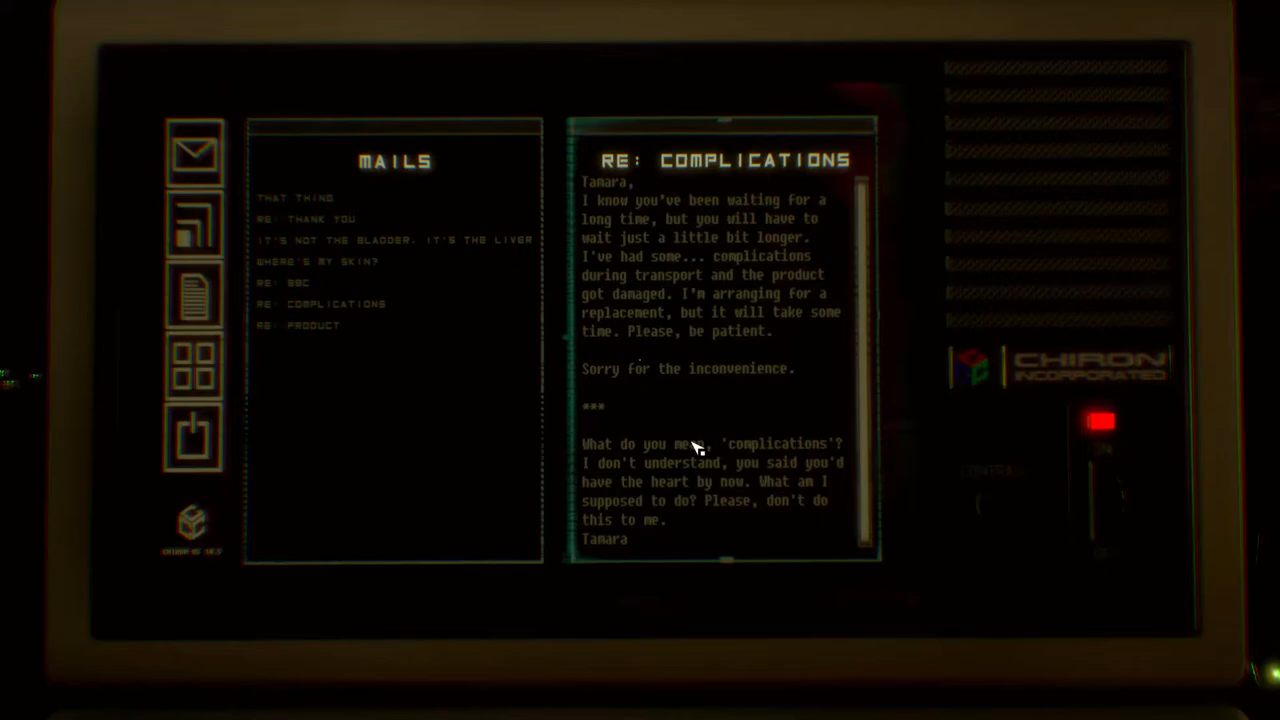 MAILS
THAT THING
RE: THANK YOU
IT'S NOT THE BLADDER, IT'S THE LIVER
WHERE'S MY SKIN?
RE: BBC
RE: COMPLICATIONS
RE: PRODUCT
RE: COMPLICATIONS
Tamara,
I know you've been waiting for a
long time, but you will have to
wait just a little bit longer.
I've had some... complications
during transport and the product
got damaged. I'm arranging for a
replacement, but it will take some
time. Please, be patient.
Sorry for the inconvenience.
***
What do you mean, 'complications'?
I don't understand, you said you'd
have the heart by now. What am I
supposed to do? Please, don't do
this to me.
Tamara
CHIRON
INCORPORATED